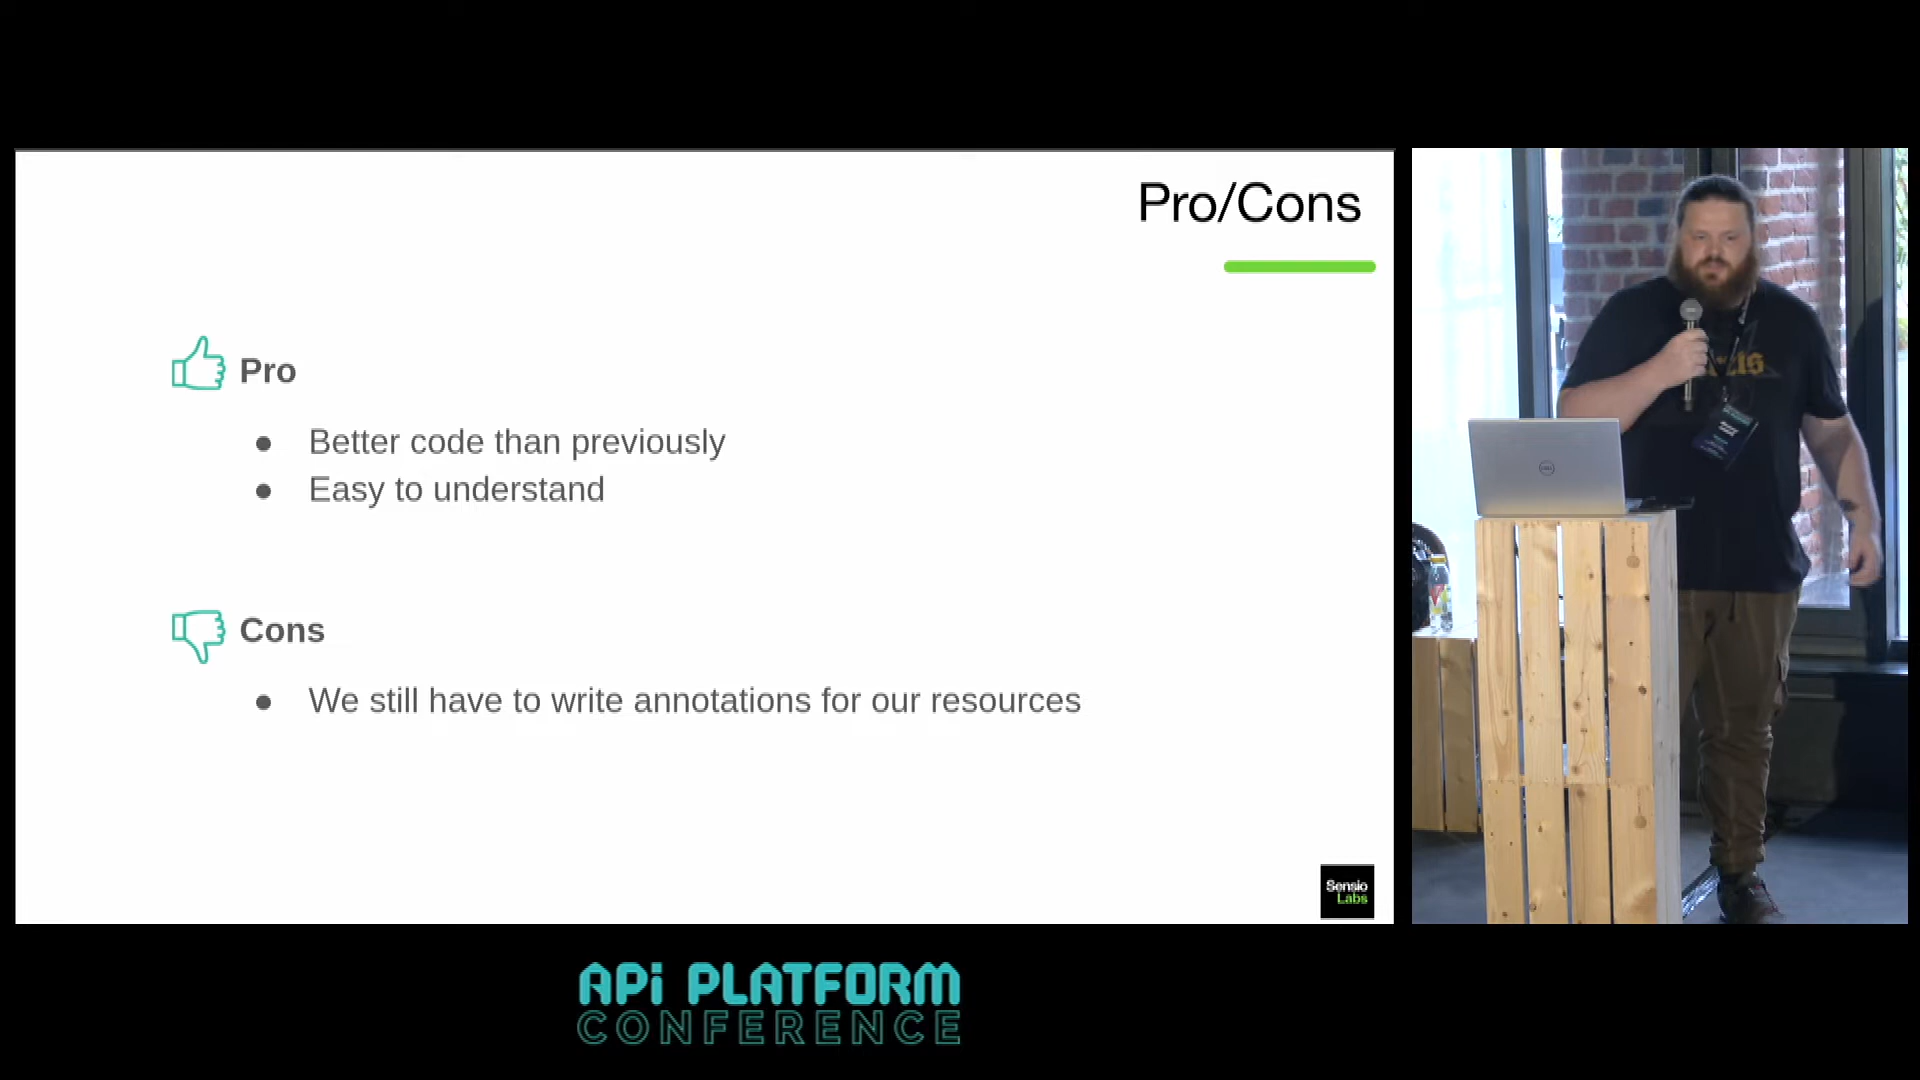 Pro/Cons
Pro
● Better code than previously
● Easy to understand
Cons
● We still have to write annotations for our resources
Sensio
Labs
APi PLATFORM
CONFERENCE
DELL